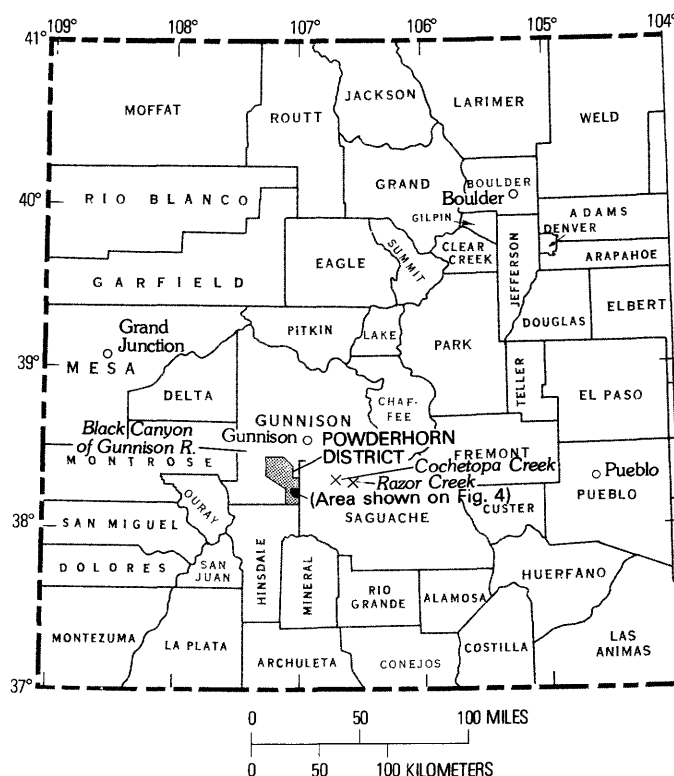 109° 108° 107° 106° 105° 104°
41°
MOFFAT
ROUTT
JACKSON
LARIMER
WELD
40°
RIO BLANCO
GRAND
BOULDER
Boulder
GILPIN
ADAMS
DENVER
ARAPAHOE
CLEAR
CREEK
JEFFERSON
SUMMIT
EAGLE
GARFIELD
DOUGLAS
ELBERT
PITKIN
LAKE
PARK
TELLER
Grand
Junction
39°
MESA
DELTA
EL PASO
CHAF-
FEE
GUNNISON
Black Canyon
of Gunnison R.
Gunnison
POWDERHORN
DISTRICT
FREMONT
Cochetopa Creek
Razor Creek
(Area shown on Fig. 4)
MONTROSE
Pueblo
PUEBLO
OURAY
CUSTER
38°
SAN MIGUEL
SAGUACHE
DOLORES
SAN
JUAN
HINSDALE
MINERAL
RIO
GRANDE
ALAMOSA
HUERFANO
MONTEZUMA
LA PLATA
ARCHULETA
CONEJOS
COSTILLA
LAS
ANIMAS
37°
0 50 100 MILES
0 50 100 KILOMETERS